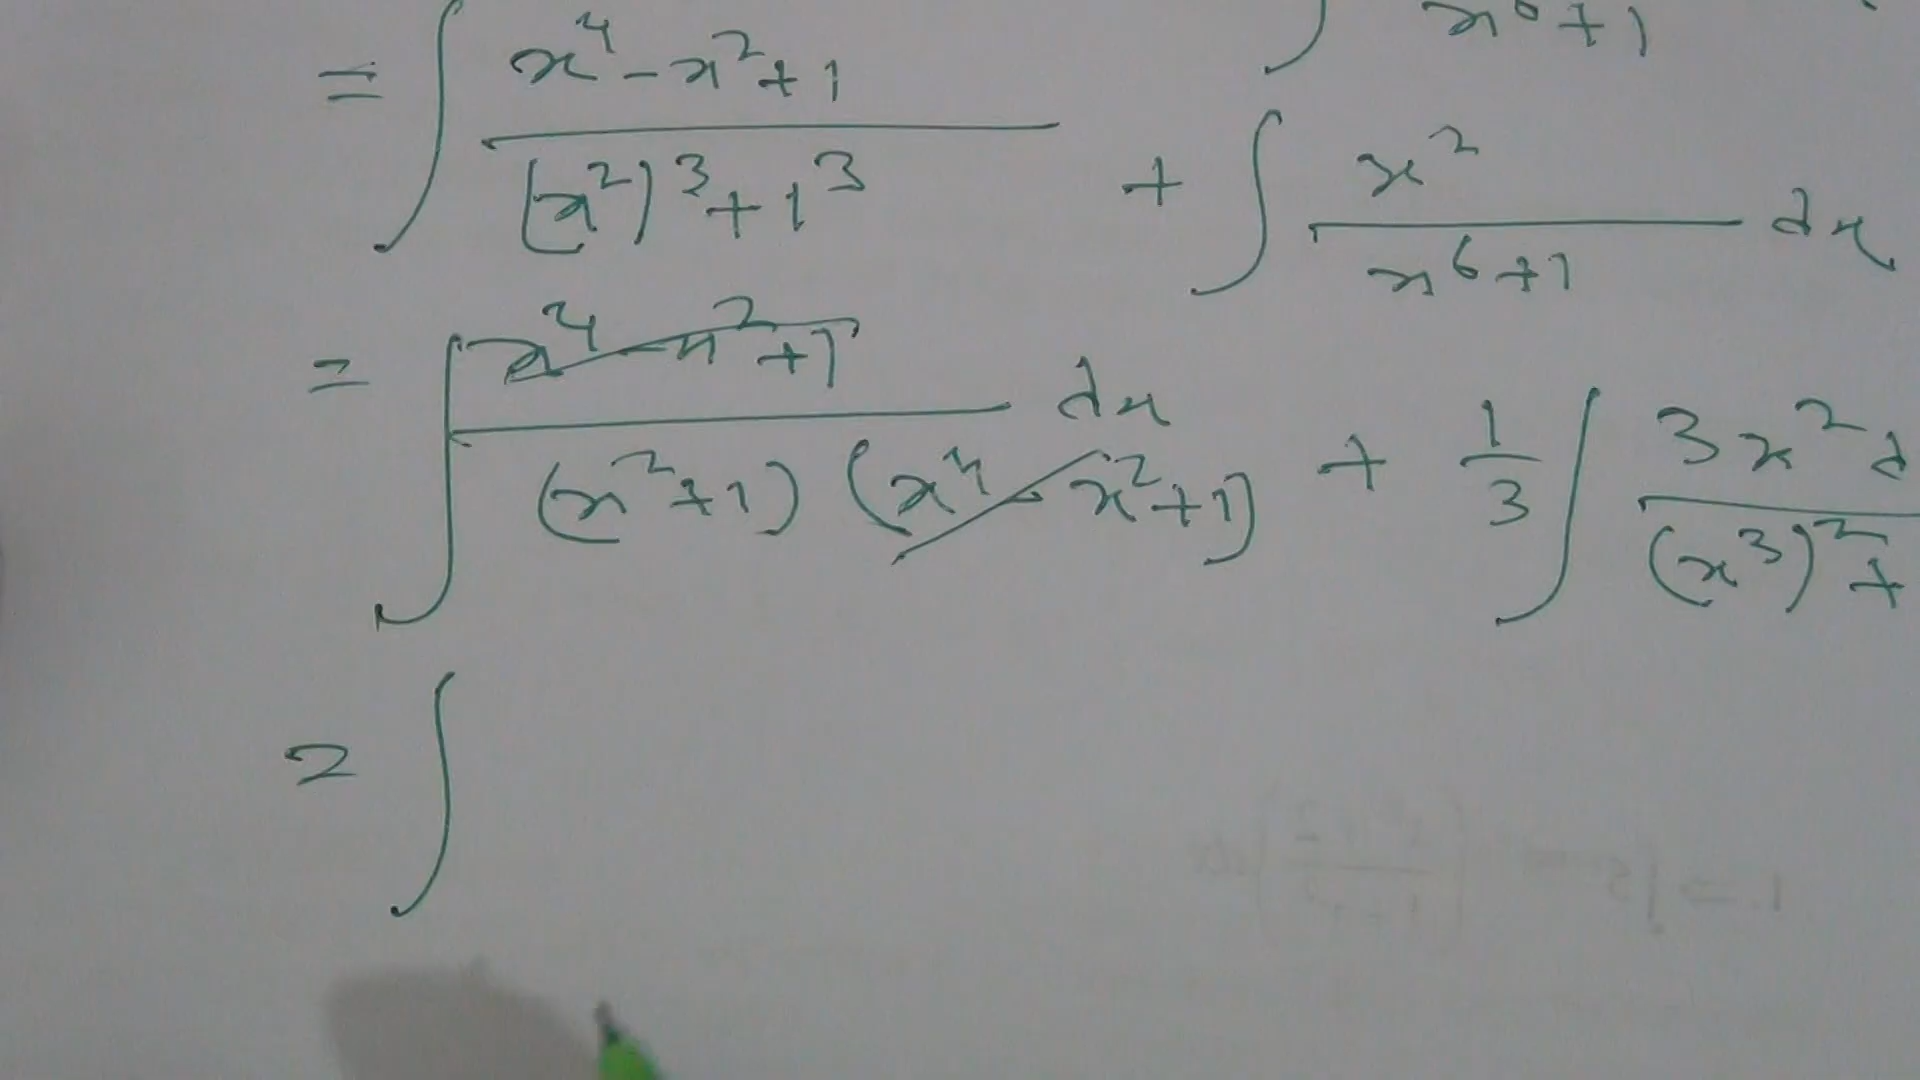 ∫ x⁶ + 1
= ∫ (x⁴ - x² + 1)/((x²)³ + 1³) + ∫ x²/(x⁶ + 1) dx
= ∫ (x⁴ - x² + 1)/((x² + 1)(x⁴ - x² + 1)) dx + 1/3 ∫ 3x² d/((x³)² +
= ∫